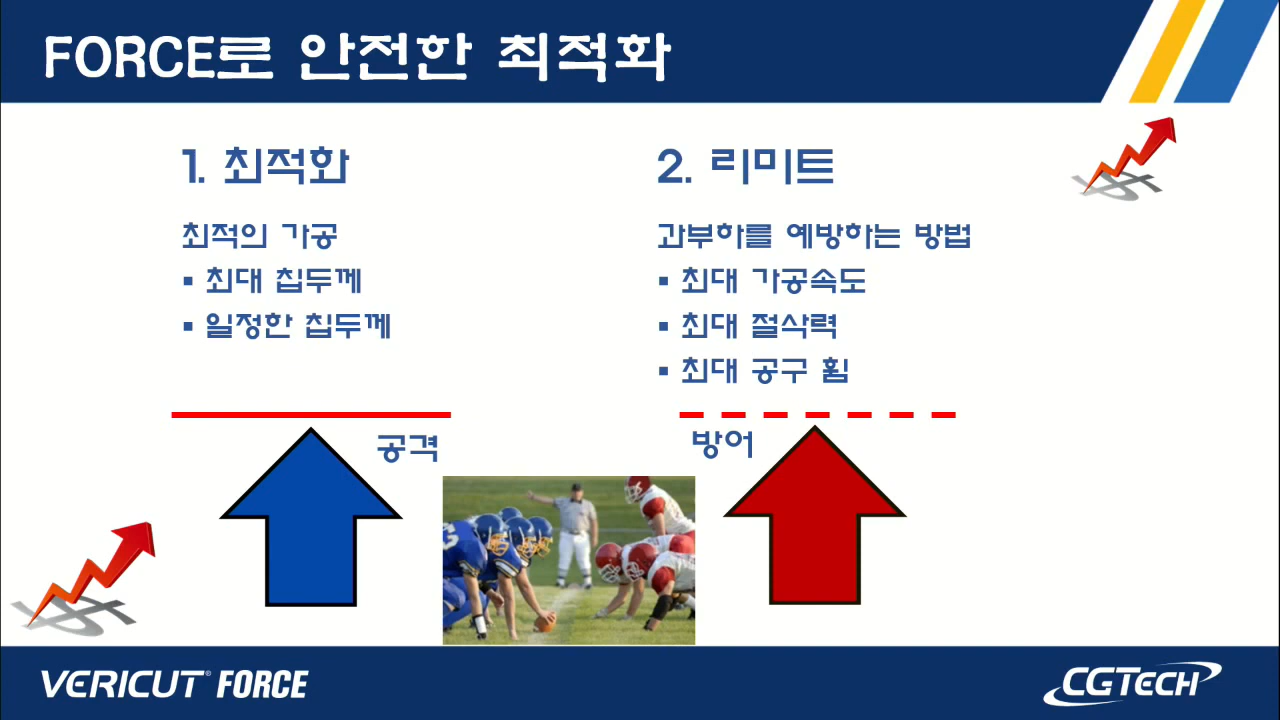 FORCE로 안전한 최적화
1. 최적화
최적의 가공
▪ 최대 칩두께
▪ 일정한 칩두께
2. 리미트
과부하를 예방하는 방법
▪ 최대 가공속도
▪ 최대 절삭력
▪ 최대 공구 휨
공격
방어
VERICUT® FORCE
CGTECH